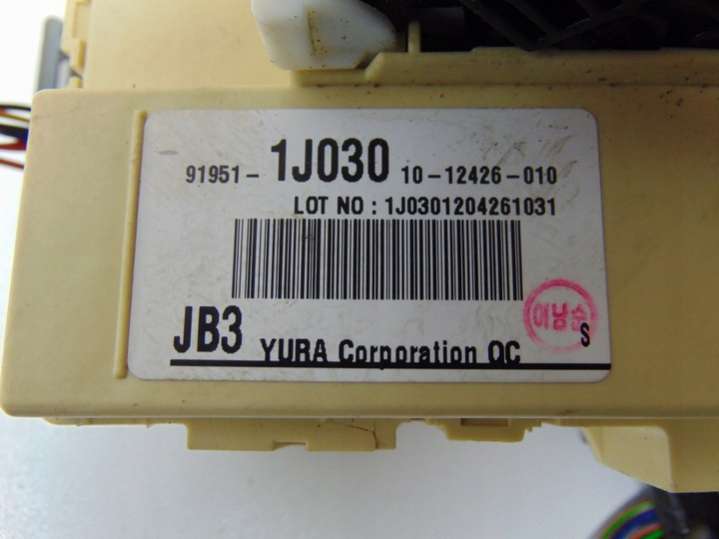 91951- 1J030 10-12426-010
LOT NO : 1J0301204261031
JB3 YURA Corporation QC
이남순
S